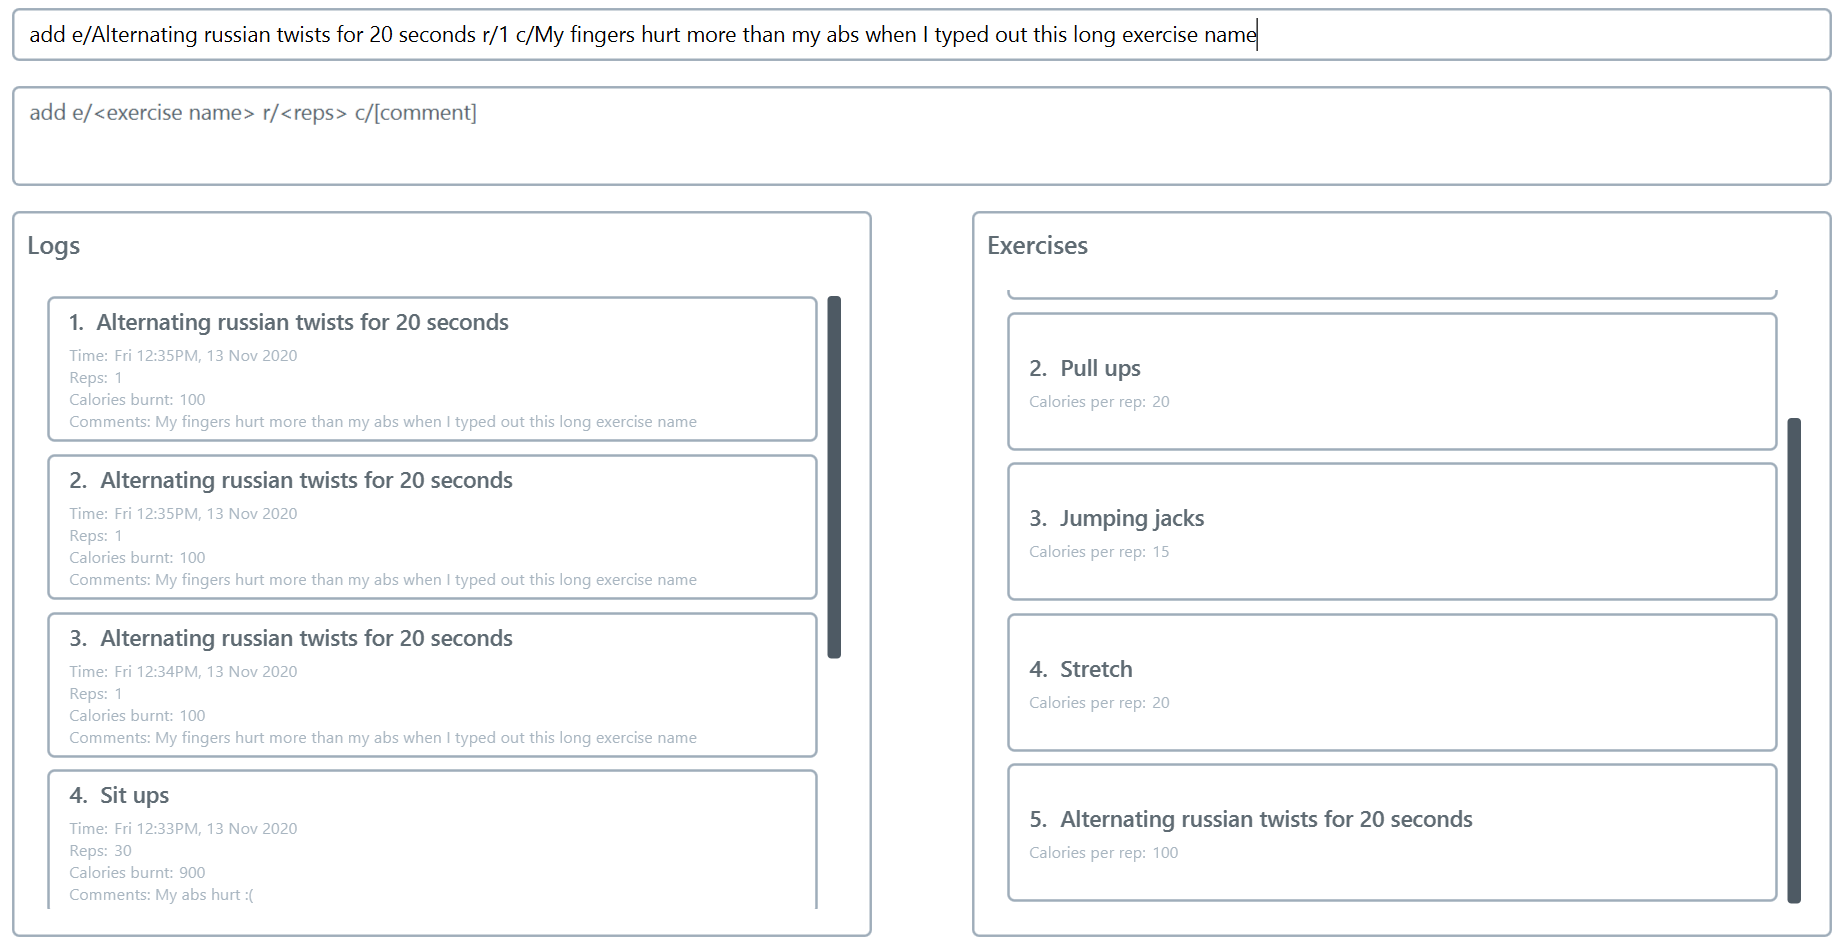 add e/Alternating russian twists for 20 seconds r/1 c/My fingers hurt more than my abs when I typed out this long exercise name
add e/<exercise name> r/<reps> c/[comment]
Logs
1. Alternating russian twists for 20 seconds
Time: Fri 12:35PM, 13 Nov 2020
Reps: 1
Calories burnt: 100
Comments: My fingers hurt more than my abs when I typed out this long exercise name
2. Alternating russian twists for 20 seconds
Time: Fri 12:35PM, 13 Nov 2020
Reps: 1
Calories burnt: 100
Comments: My fingers hurt more than my abs when I typed out this long exercise name
3. Alternating russian twists for 20 seconds
Time: Fri 12:34PM, 13 Nov 2020
Reps: 1
Calories burnt: 100
Comments: My fingers hurt more than my abs when I typed out this long exercise name
4. Sit ups
Time: Fri 12:33PM, 13 Nov 2020
Reps: 30
Calories burnt: 900
Comments: My abs hurt :(
Exercises
2. Pull ups
Calories per rep: 20
3. Jumping jacks
Calories per rep: 15
4. Stretch
Calories per rep: 20
5. Alternating russian twists for 20 seconds
Calories per rep: 100